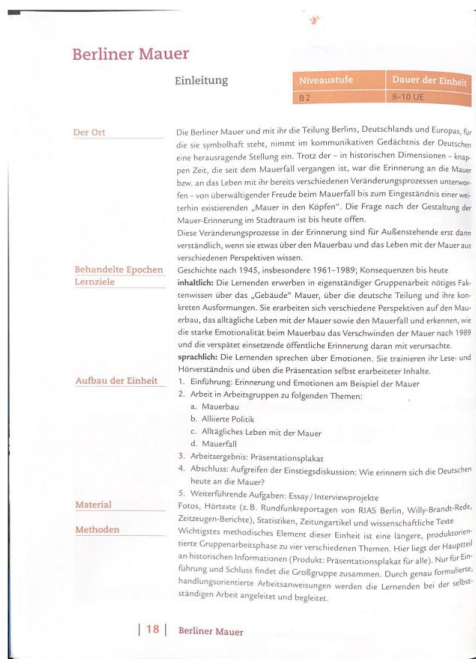 Berliner Mauer
Einleitung
Niveaustufe
Dauer der Einheit
B2
8–10 UE
Der Ort
Die Berliner Mauer und mit ihr die Teilung Berlins, Deutschlands und Europas, für
die sie symbolhaft steht, nimmt im kommunikativen Gedächtnis der Deutschen
eine herausragende Stellung ein. Trotz der – in historischen Dimensionen – knap-
pen Zeit, die seit dem Mauerfall vergangen ist, war die Erinnerung an die Mauer
bzw. an das Leben mit ihr bereits verschiedenen Veränderungsprozessen unterwor-
fen – von überwältigender Freude beim Mauerfall bis zum Eingeständnis einer wei-
terhin existierenden „Mauer in den Köpfen“. Die Frage nach der Gestaltung der
Mauer-Erinnerung im Stadtraum ist bis heute offen.
Diese Veränderungsprozesse in der Erinnerung sind für Außenstehende erst dann
verständlich, wenn sie etwas über den Mauerbau und das Leben mit der Mauer aus
verschiedenen Perspektiven wissen.
Behandelte Epochen
Geschichte nach 1945, insbesondere 1961–1989; Konsequenzen bis heute
Lernziele
inhaltlich: Die Lernenden erwerben in eigenständiger Gruppenarbeit nötiges Fak-
tenwissen über das „Gebäude“ Mauer, über die deutsche Teilung und ihre kon-
kreten Ausformungen. Sie erarbeiten sich verschiedene Perspektiven auf den Mau-
erbau, das alltägliche Leben mit der Mauer sowie den Mauerfall und erkennen, wie
die starke Emotionalität beim Mauerbau das Verschwinden der Mauer nach 1989
und die verspätet einsetzende öffentliche Erinnerung daran mit verursachte.
sprachlich: Die Lernenden sprechen über Emotionen. Sie trainieren ihr Lese- und
Hörverständnis und üben die Präsentation selbst erarbeiteter Inhalte.
Aufbau der Einheit
1. Einführung: Erinnerung und Emotionen am Beispiel der Mauer
2. Arbeit in Arbeitsgruppen zu folgenden Themen:
a. Mauerbau
b. Alliierte Politik
c. Alltägliches Leben mit der Mauer
d. Mauerfall
3. Arbeitsergebnis: Präsentationsplakat
4. Abschluss: Aufgreifen der Einstiegsdiskussion: Wie erinnern sich die Deutschen
heute an die Mauer?
5. Weiterführende Aufgaben: Essay / Interviewprojekte
Material
Fotos, Hörtexte (z. B. Rundfunkreportagen von RIAS Berlin, Willy-Brandt-Rede,
Zeitzeugen-Berichte), Statistiken, Zeitungartikel und wissenschaftliche Texte
Methoden
Wichtigstes methodisches Element dieser Einheit ist eine längere, produktorien-
tierte Gruppenarbeitsphase zu vier verschiedenen Themen. Hier liegt der Hauptteil
an historischen Informationen (Produkt: Präsentationsplakat für alle). Nur für Ein-
führung und Schluss findet die Großgruppe zusammen. Durch genau formulierte,
handlungsorientierte Arbeitsanweisungen werden die Lernenden bei der selbst-
ständigen Arbeit angeleitet und begleitet.
| 18 | Berliner Mauer